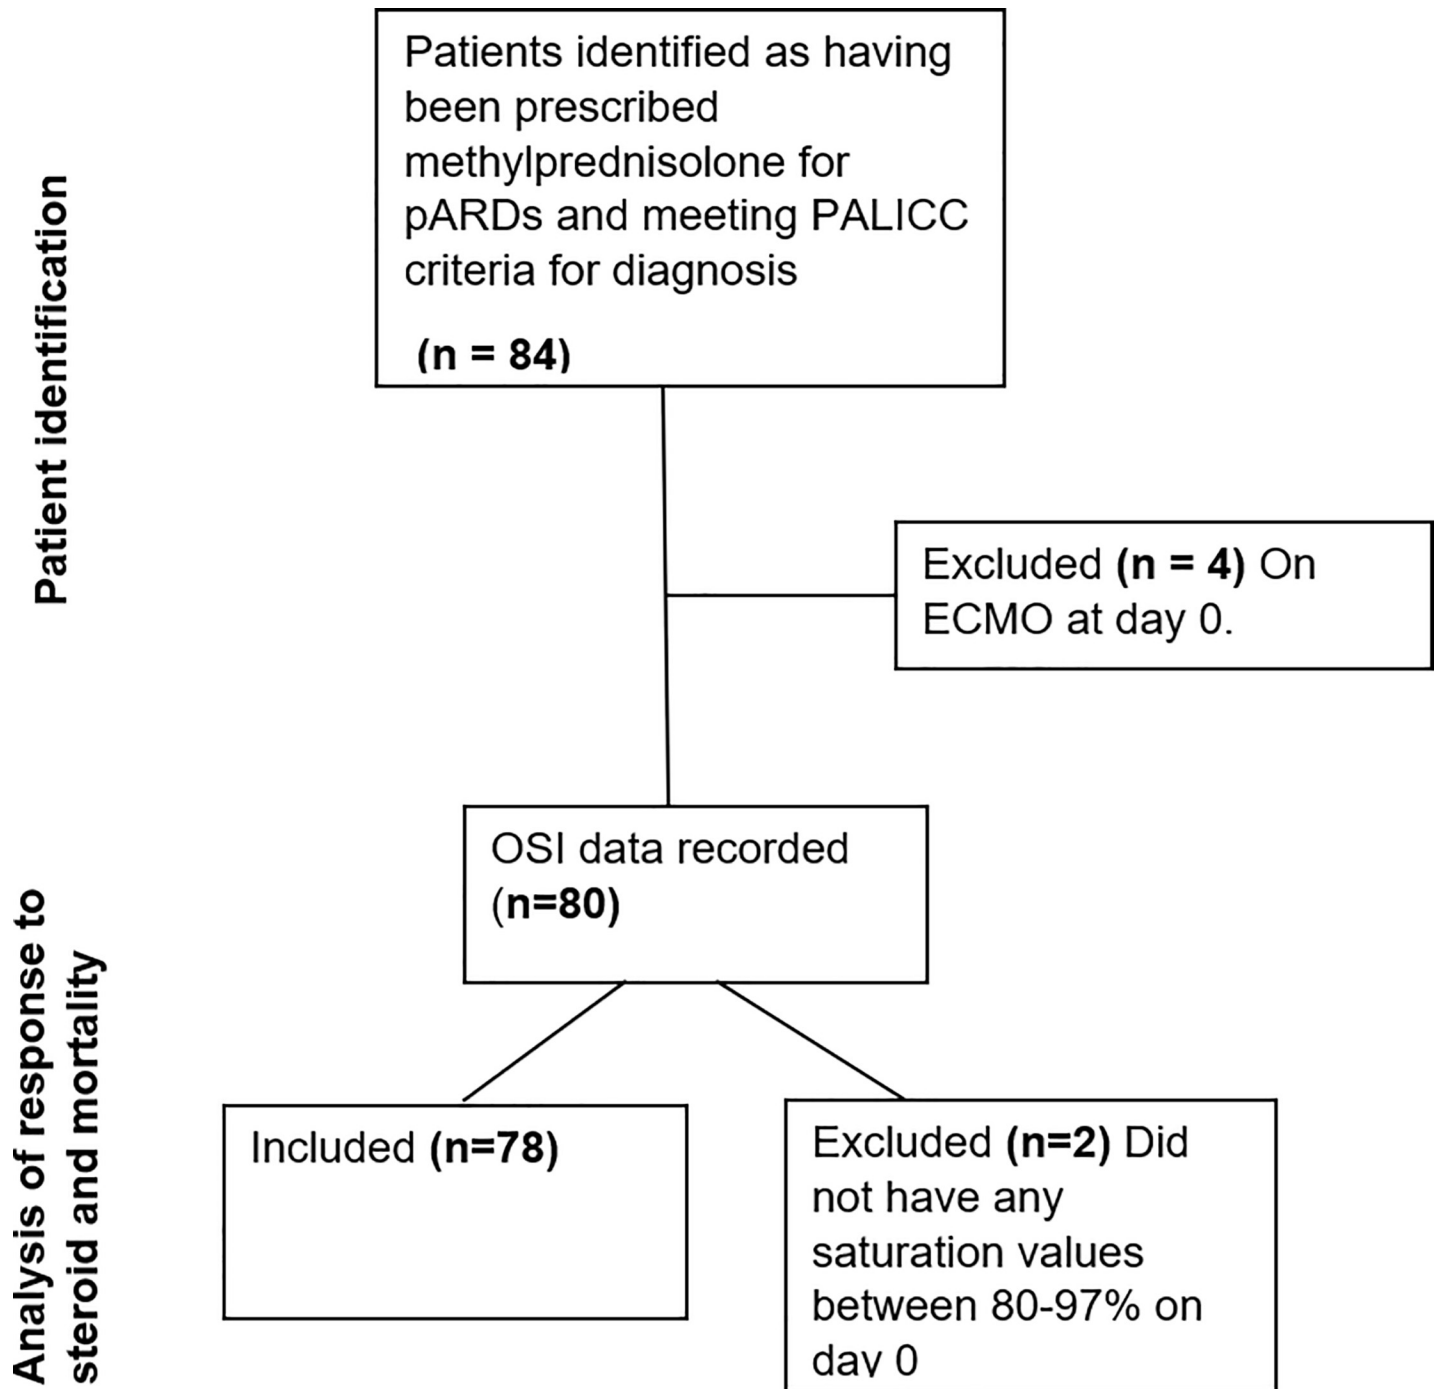 Patient identification
Patients identified as having
been prescribed
methylprednisolone for
pARDs and meeting PALICC
criteria for diagnosis
(n = 84)
Excluded (n = 4) On
ECMO at day 0.
Analysis of response to
steroid and mortality
OSI data recorded
(n=80)
Included (n=78)
Excluded (n=2) Did
not have any
saturation values
between 80-97% on
day 0